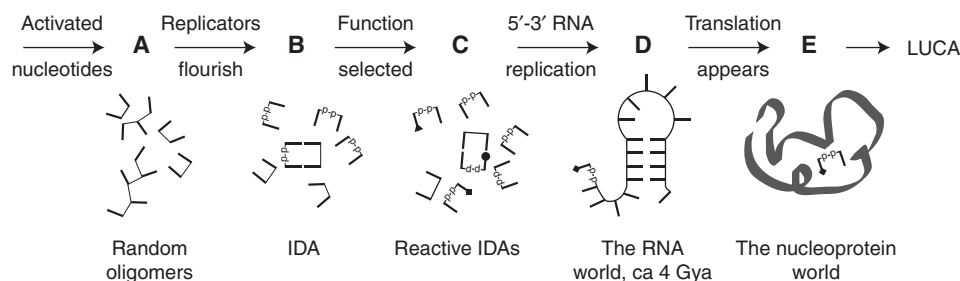 Activated Replicators Function 5′-3′ RNA Translation
A B C D E LUCA
nucleotides flourish selected replication appears
p-p p-p p-p p-p
p-p p-p p-p d-d d-d p-p
p-p
p-p
Random IDA Reactive IDAs The RNA The nucleoprotein
oligomers world, ca 4 Gya world